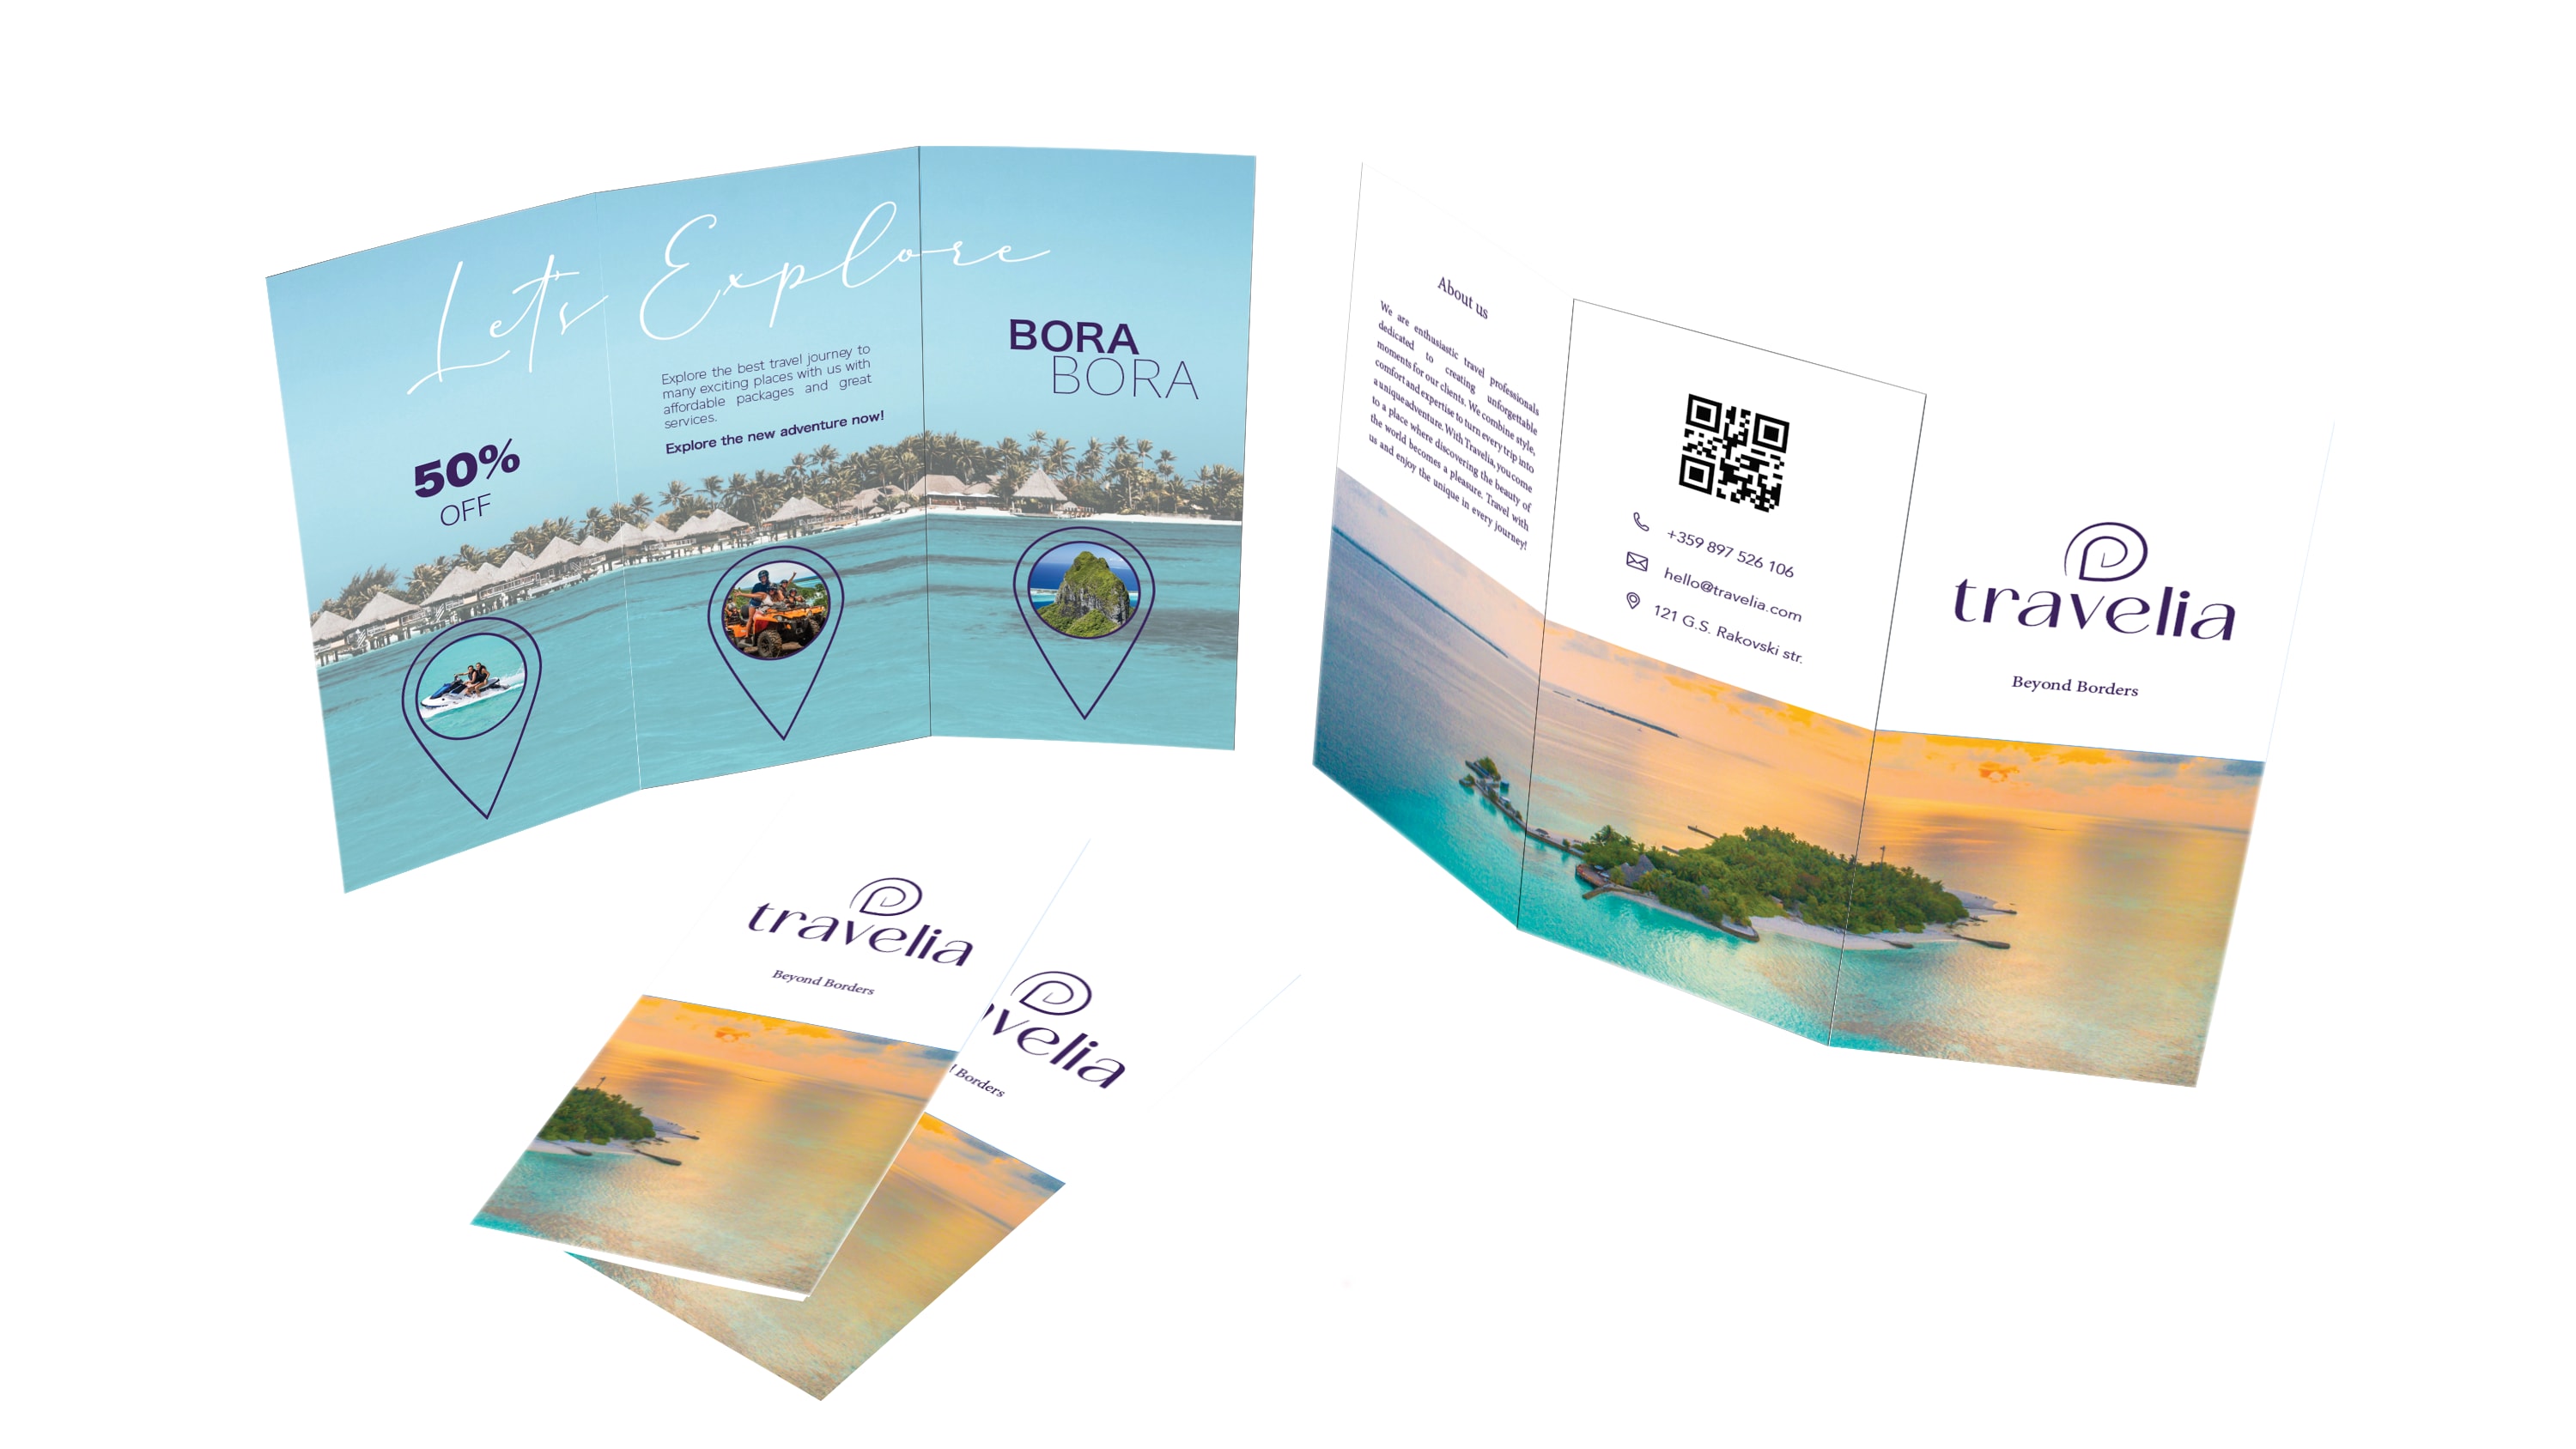 Let's Explore
50%
OFF
Explore the best travel journey to
many exciting places with us with
affordable packages and great
services.
Explore the new adventure now!
BORA
BORA
About us
We are enthusiastic travel professionals
dedicated to creating unforgettable
moments for our clients. We combine style,
comfort and expertise to turn every trip into
a unique adventure. With Travelia, you come
to a place where discovering the beauty of
the world becomes a pleasure. Travel with
us and enjoy the unique in every journey!
+359 897 526 106
hello@travelia.com
121 G.S. Rakovski str.
travelia
Beyond Borders
travelia
Beyond Borders
avelia
Borders